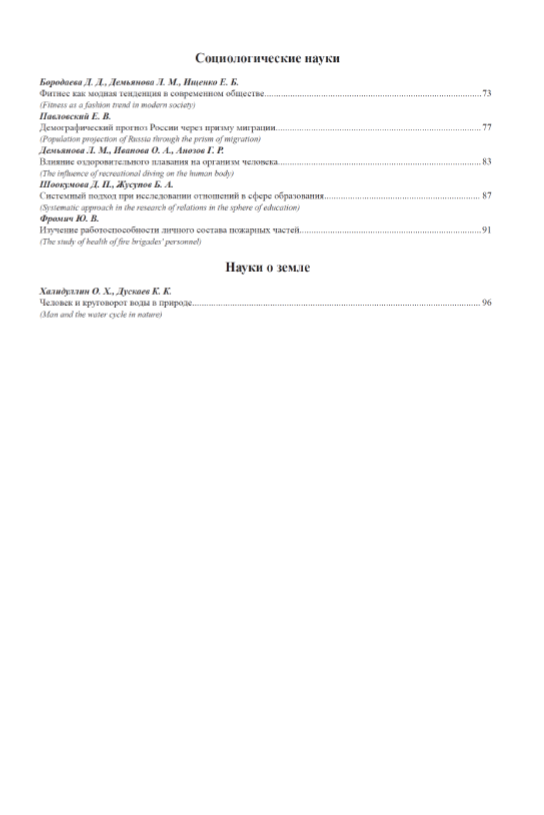 Социологические науки
Бородаева Д. Д., Демьянова Л. М., Ищенко Е. Б.
Фитнес как модная тенденция в современном обществе....................73
(Fitness as a fashion trend in modern society)
Павловский Е. В.
Демографический прогноз России через призму миграции....................77
(Population projection of Russia through the prism of migration)
Демьянова Л. М., Иванова О. А., Анозов Г. Р.
Влияние оздоровительного плавания на организм человека....................83
(The influence of recreational diving on the human body)
Шовкумова Д. П., Жусупов Б. А.
Системный подход при исследовании отношений в сфере образования....................87
(Systematic approach in the research of relations in the sphere of education)
Фромич Ю. В.
Изучение работоспособности личного состава пожарных частей....................91
(The study of health of fire brigades' personnel)
Науки о земле
Халидуллин О. Х., Дускаев К. К.
Человек и круговорот воды в природе....................96
(Man and the water cycle in nature)